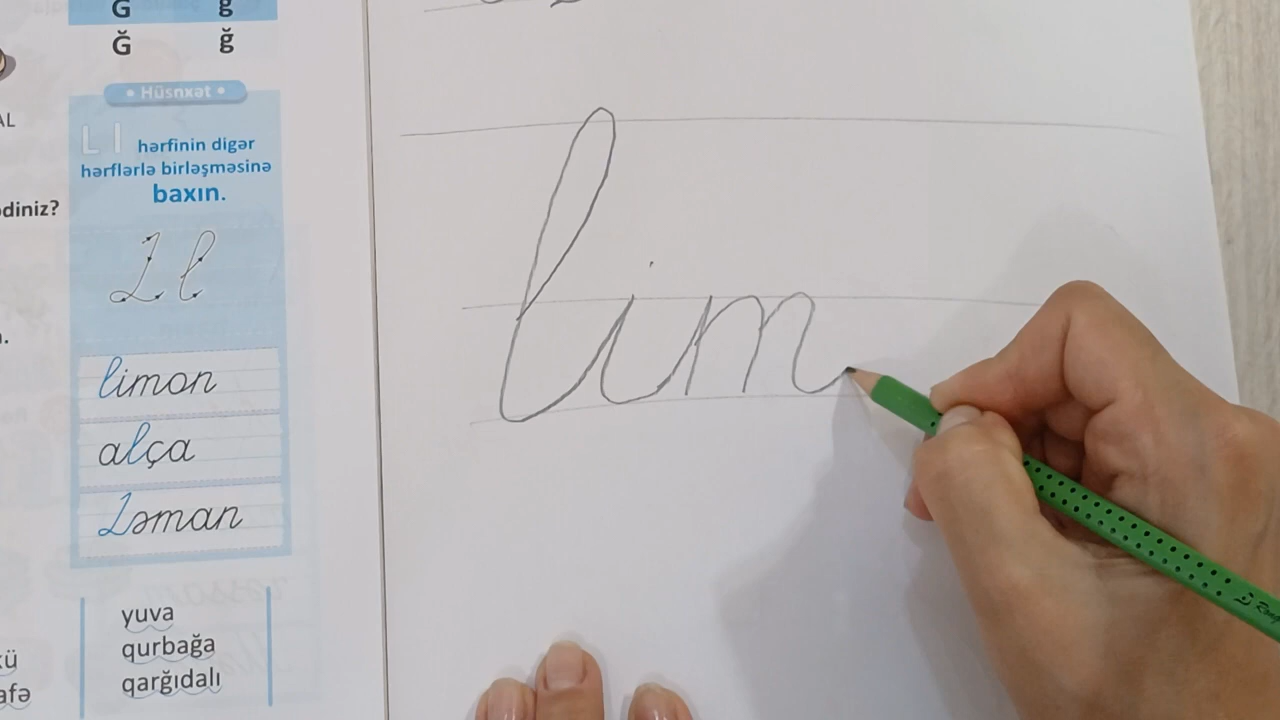 G g
Ğ ğ
• Hüsnxət •
L l hərfinin digər
hərflərlə birləşməsinə
baxın.
L l
limon
alça
Ləman
yuva
qurbağa
qarğıdalı
AL
diniz?
kü
afə
lim